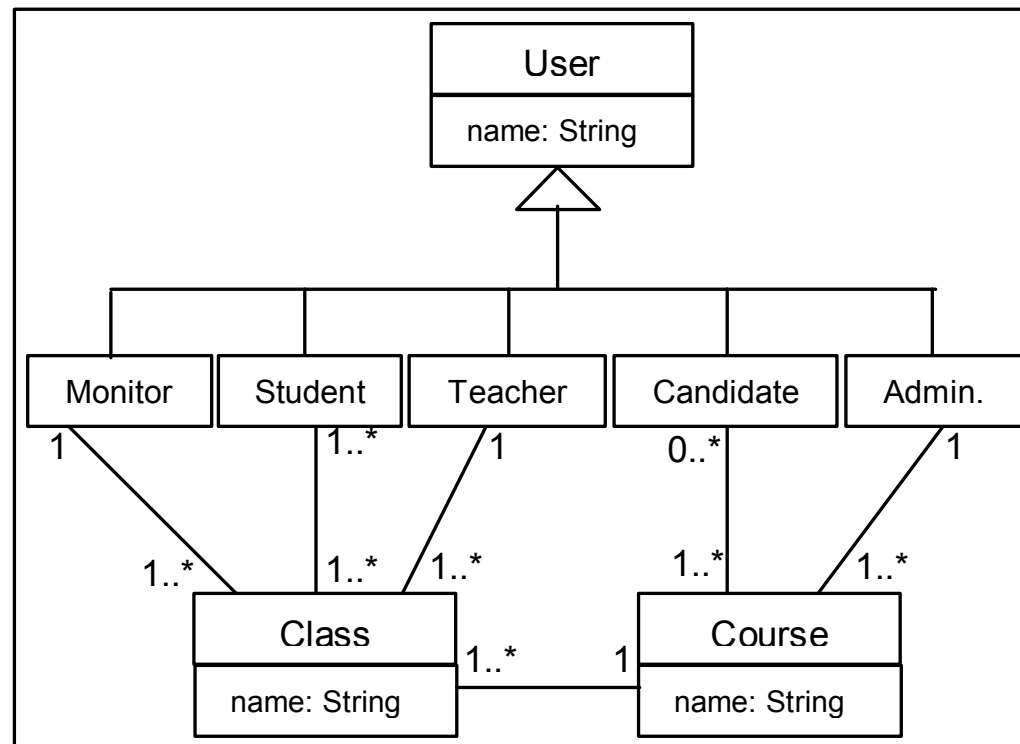 User
name: String
Monitor
Student
Teacher
Candidate
Admin.
1
1..*
1
0..*
1
1..*
1..*
1..*
1..*
1..*
Class
Course
1..*
1
name: String
name: String